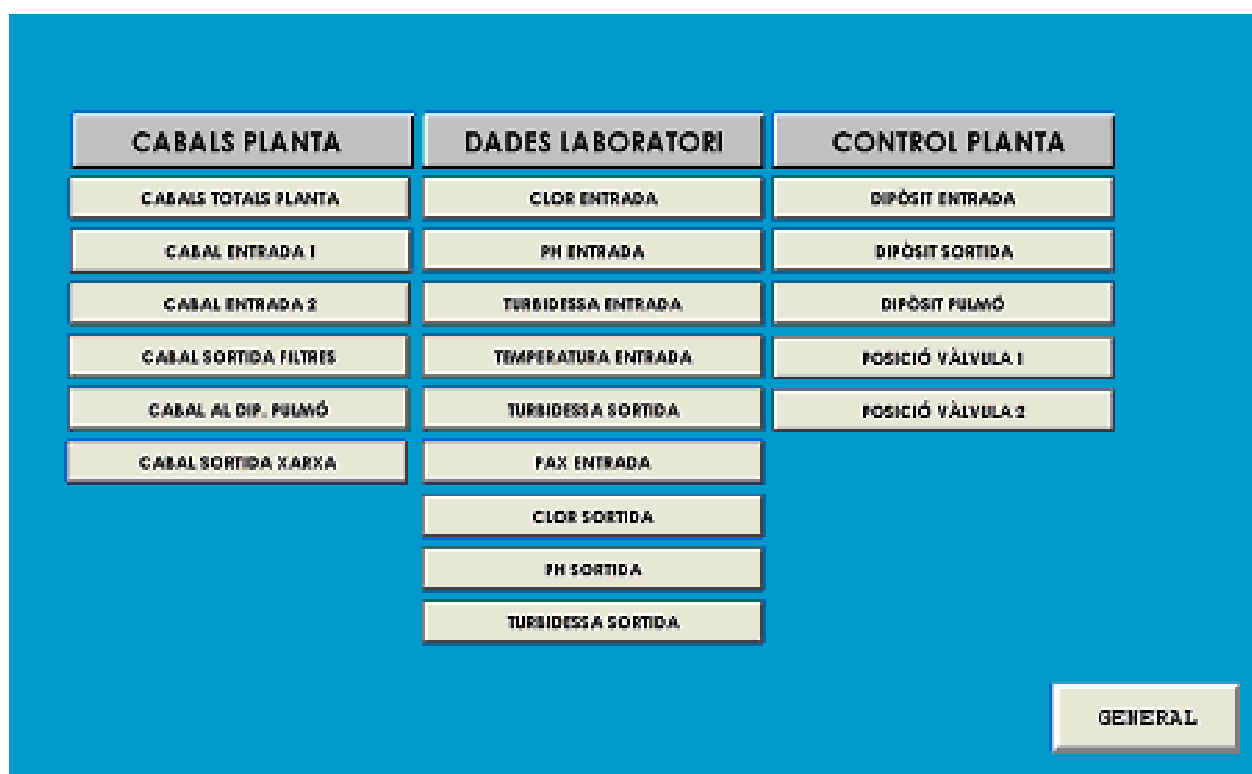 CABALS PLANTA
CABALS TOTALS PLANTA
CABAL ENTRADA 1
CABAL ENTRADA 2
CABAL SORTIDA FILTRES
CABAL AL DIP. PULMÓ
CABAL SORTIDA XARXA
DADES LABORATORI
CLOR ENTRADA
PH ENTRADA
TURBIDESSA ENTRADA
TEMPERATURA ENTRADA
TURBIDESSA SORTIDA
PAX ENTRADA
CLOR SORTIDA
PH SORTIDA
TURBIDESSA SORTIDA
CONTROL PLANTA
DIPÒSIT ENTRADA
DIPÒSIT SORTIDA
DIPÒSIT PULMÓ
POSICIÓ VÀLVULA 1
POSICIÓ VÀLVULA 2
GENERAL